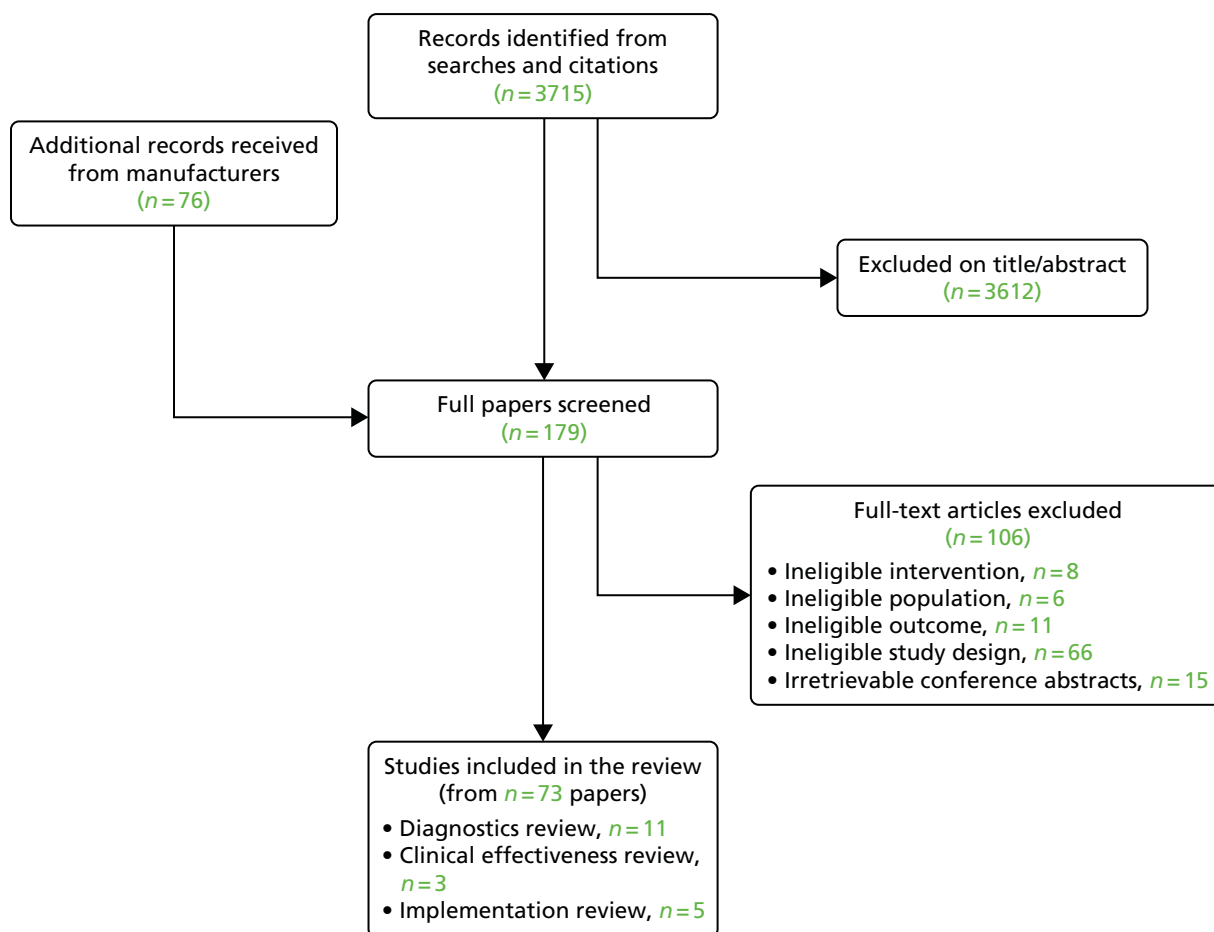 Records identified from
searches and citations
(n=3715)
Additional records received
from manufacturers
(n=76)
Excluded on title/abstract
(n=3612)
Full papers screened
(n=179)
Full-text articles excluded
(n=106)
• Ineligible intervention, n=8
• Ineligible population, n=6
• Ineligible outcome, n=11
• Ineligible study design, n=66
• Irretrievable conference abstracts, n=15
Studies included in the review
(from n=73 papers)
• Diagnostics review, n=11
• Clinical effectiveness review,
n=3
• Implementation review, n=5